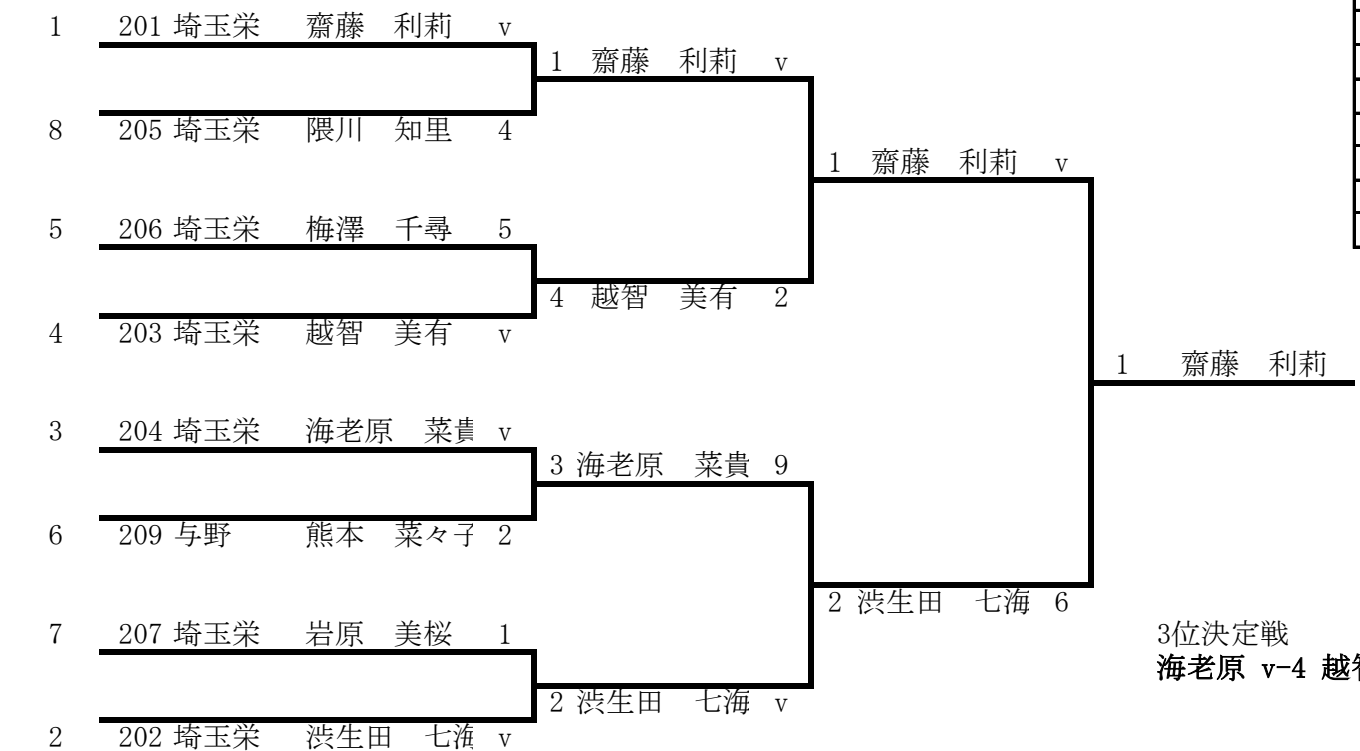 1 201 埼玉栄 齋藤 利莉 v
1 齋藤 利莉 v
8 205 埼玉栄 隈川 知里 4
1 齋藤 利莉 v
5 206 埼玉栄 梅澤 千尋 5
4 越智 美有 2
4 203 埼玉栄 越智 美有 v
1 齋藤 利莉
3 204 埼玉栄 海老原 菜貴 v
3 海老原 菜貴 9
6 209 与野 熊本 菜々子 2
2 渋生田 七海 6
7 207 埼玉栄 岩原 美桜 1
3位決定戦
海老原 v-4 越智
2 渋生田 七海 v
2 202 埼玉栄 渋生田 七海 v